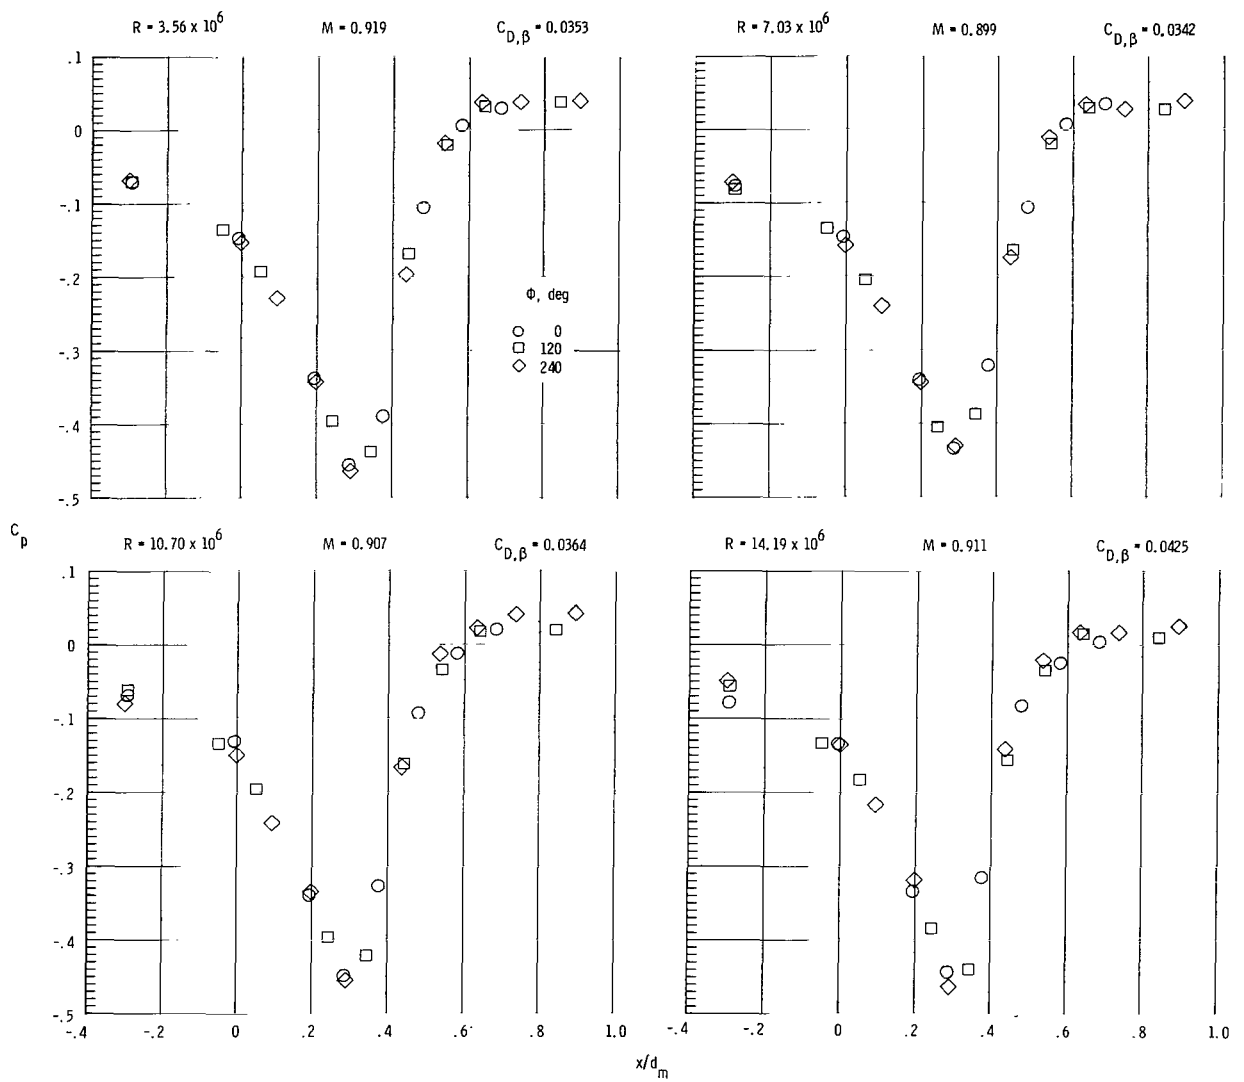 R = 3.56 x 10^6 M = 0.919 C_D,β = 0.0353
R = 7.03 x 10^6 M = 0.899 C_D,β = 0.0342
.1
0
-.1
-.2
-.3
-.4
-.5
Φ, deg
0
120
240
C_p
R = 10.70 x 10^6 M = 0.907 C_D,β = 0.0364
R = 14.19 x 10^6 M = 0.911 C_D,β = 0.0425
.1
0
-.1
-.2
-.3
-.4
-.5
-.4 -.2 0 .2 .4 .6 .8 1.0
-.4 -.2 0 .2 .4 .6 .8 1.0
x/d_m